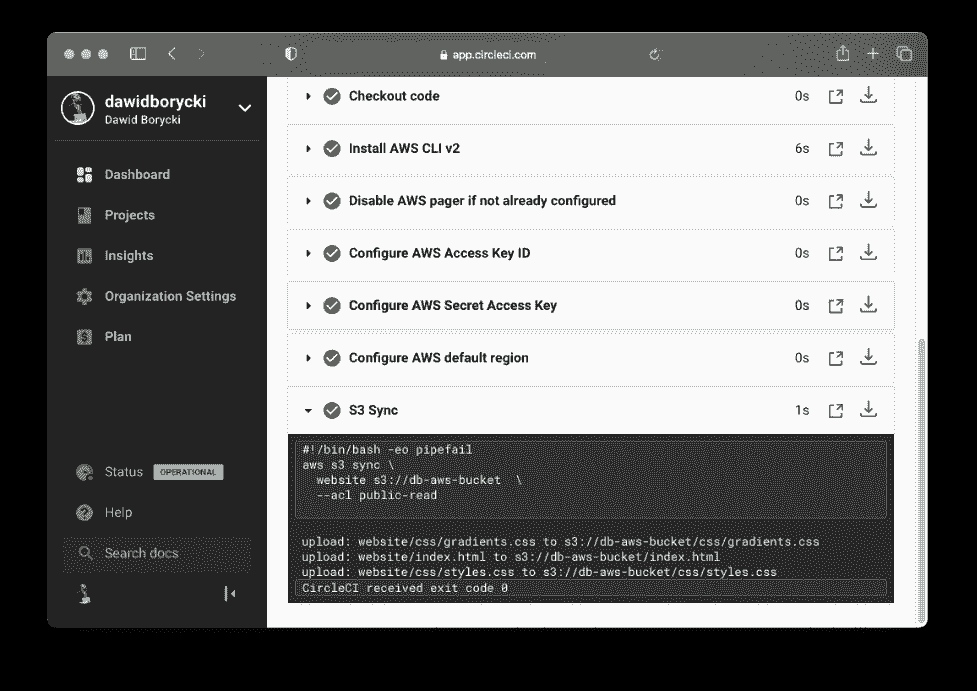 app.circleci.com
dawidborycki
Dawid Borycki
Dashboard
Projects
Insights
Organization Settings
Plan
Status OPERATIONAL
Help
Search docs
Checkout code 0s
Install AWS CLI v2 6s
Disable AWS pager if not already configured 0s
Configure AWS Access Key ID 0s
Configure AWS Secret Access Key 0s
Configure AWS default region 0s
S3 Sync 1s
#!/bin/bash -eo pipefail
aws s3 sync \
website s3://db-aws-bucket \
--acl public-read
upload: website/css/gradients.css to s3://db-aws-bucket/css/gradients.css
upload: website/index.html to s3://db-aws-bucket/index.html
upload: website/css/styles.css to s3://db-aws-bucket/css/styles.css
CircleCI received exit code 0